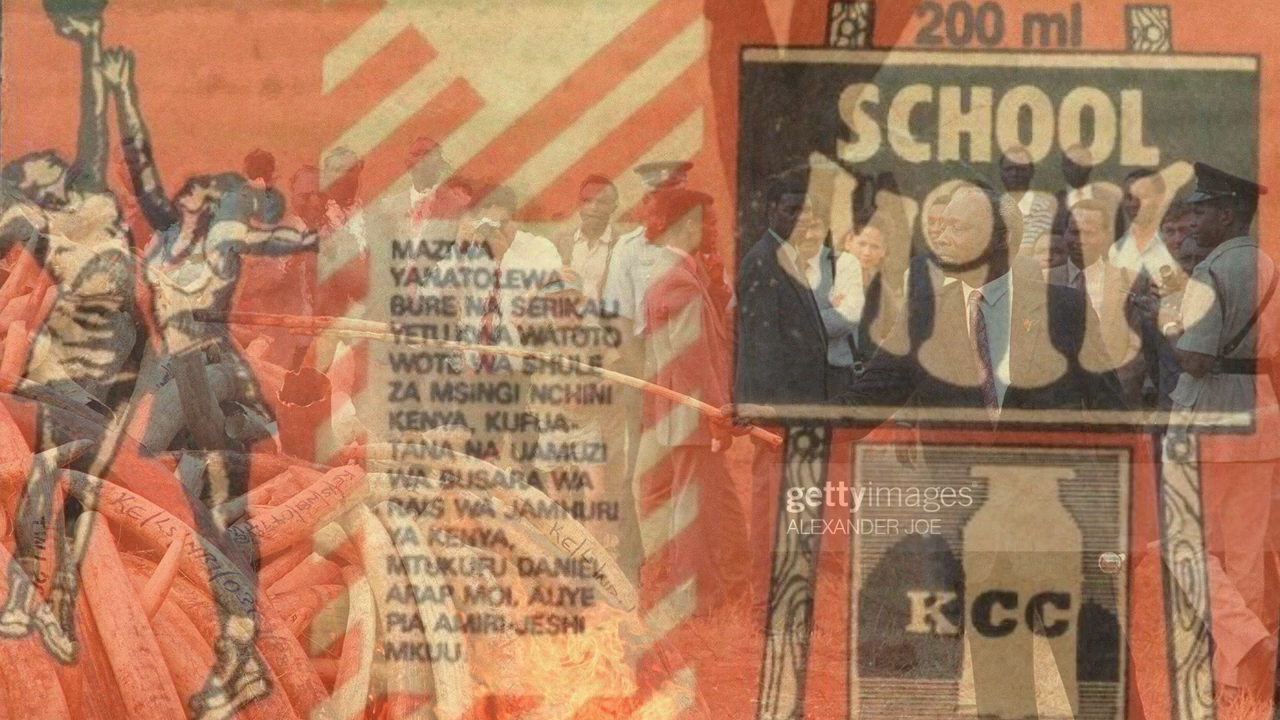 200 ml
SCHOOL
MILK
MAZIWA
YANATOLEWA
BURE NA SERIKALI
YETU KWA WATOTO
WOTE WA SHULE
ZA MSINGI NCHINI
KENYA, KUFUA-
TANA NA UAMUZI
WA BUSARA WA
RAIS WA JAMHURI
YA KENYA,
MTUKUFU DANIEL
ARAP MOI, ALIYE
PIA AMIRI-JESHI
MKUU
gettyimages
ALEXANDER JOE
KCC